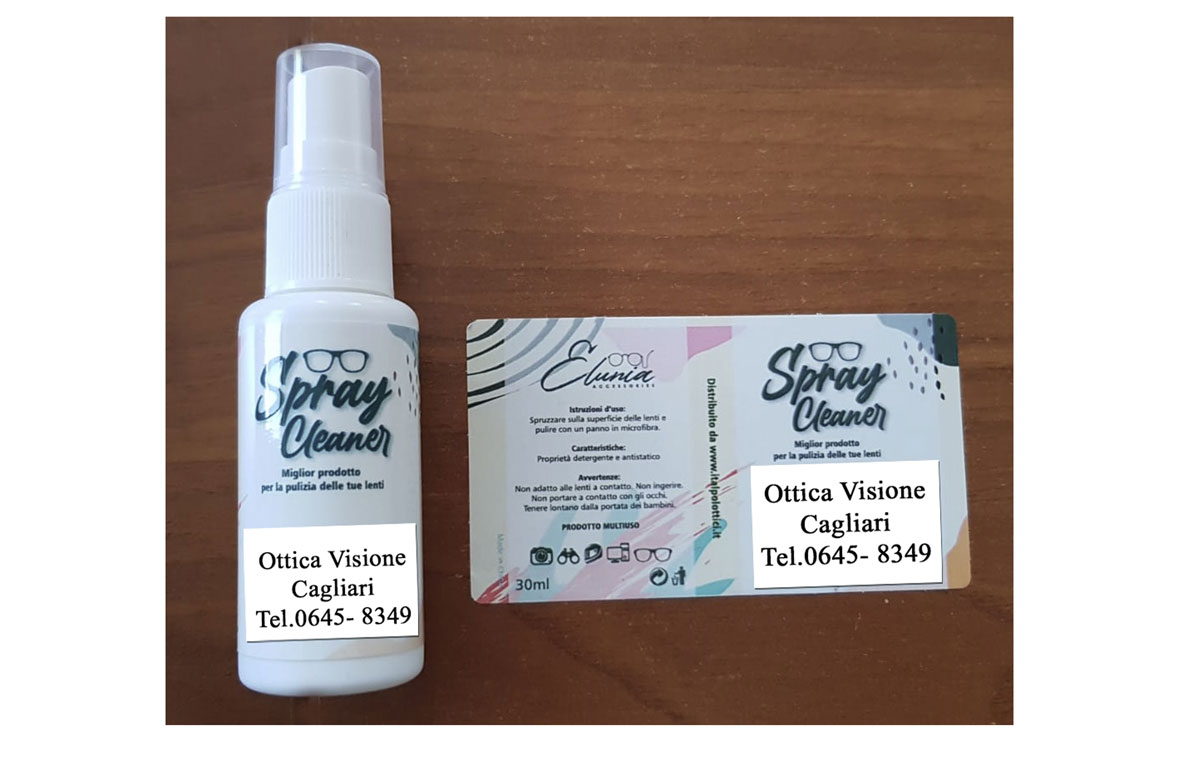 Spray
Cleaner
Miglior prodotto
per la pulizia delle tue lenti
Ottica Visione
Cagliari
Tel.0645- 8349
Elunia
ACCESSORIES
Istruzioni d'uso:
Spruzzare sulla superficie delle lenti e
pulire con un panno in microfibra.
Caratteristiche:
Proprietà detergente e antistatico
Avvertenze:
Non adatto alle lenti a contatto. Non ingerire.
Non portare a contatto con gli occhi.
Tenere lontano dalla portata dei bambini.
PRODOTTO MULTIUSO
30ml
Made in
Distribuito da www.italpolottici.it
Spray
Cleaner
Miglior prodotto
per la pulizia delle tue lenti
Ottica Visione
Cagliari
Tel.0645- 8349